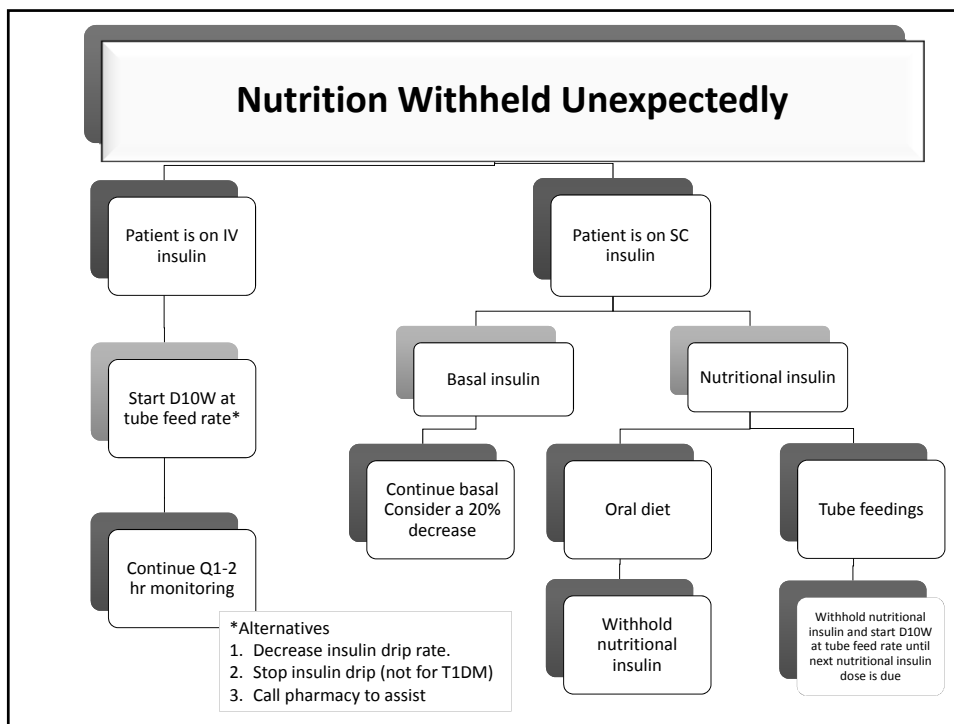 Nutrition Withheld Unexpectedly
Patient is on IV
insulin
Patient is on SC
insulin
Start D10W at
tube feed rate*
Basal insulin
Nutritional insulin
Continue Q1-2
hr monitoring
Continue basal
Consider a 20%
decrease
Oral diet
Tube feedings
Withhold
nutritional
insulin
Withhold nutritional
insulin and start D10W
at tube feed rate until
next nutritional insulin
dose is due
*Alternatives
1. Decrease insulin drip rate.
2. Stop insulin drip (not for T1DM)
3. Call pharmacy to assist